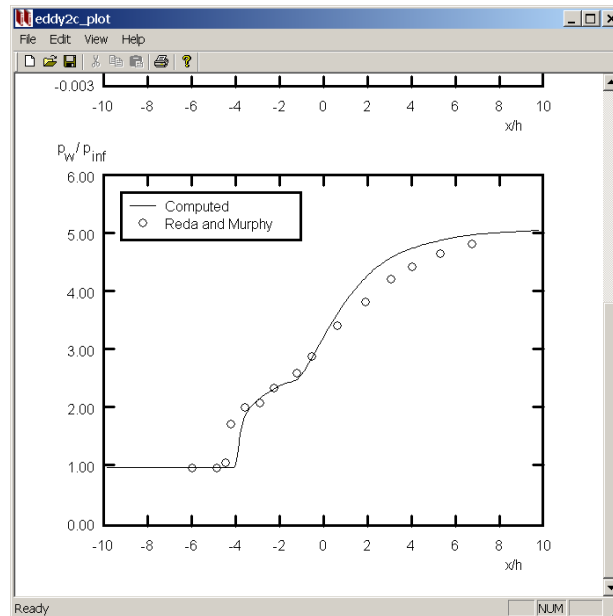 eddy2c_plot
File Edit View Help
-0.003
-10 -8 -6 -4 -2 0 2 4 6 8 10
x/h
pw/pinf
6.00
Computed
Reda and Murphy
5.00
4.00
3.00
2.00
1.00
0.00
-10 -8 -6 -4 -2 0 2 4 6 8 10
x/h
Ready NUM